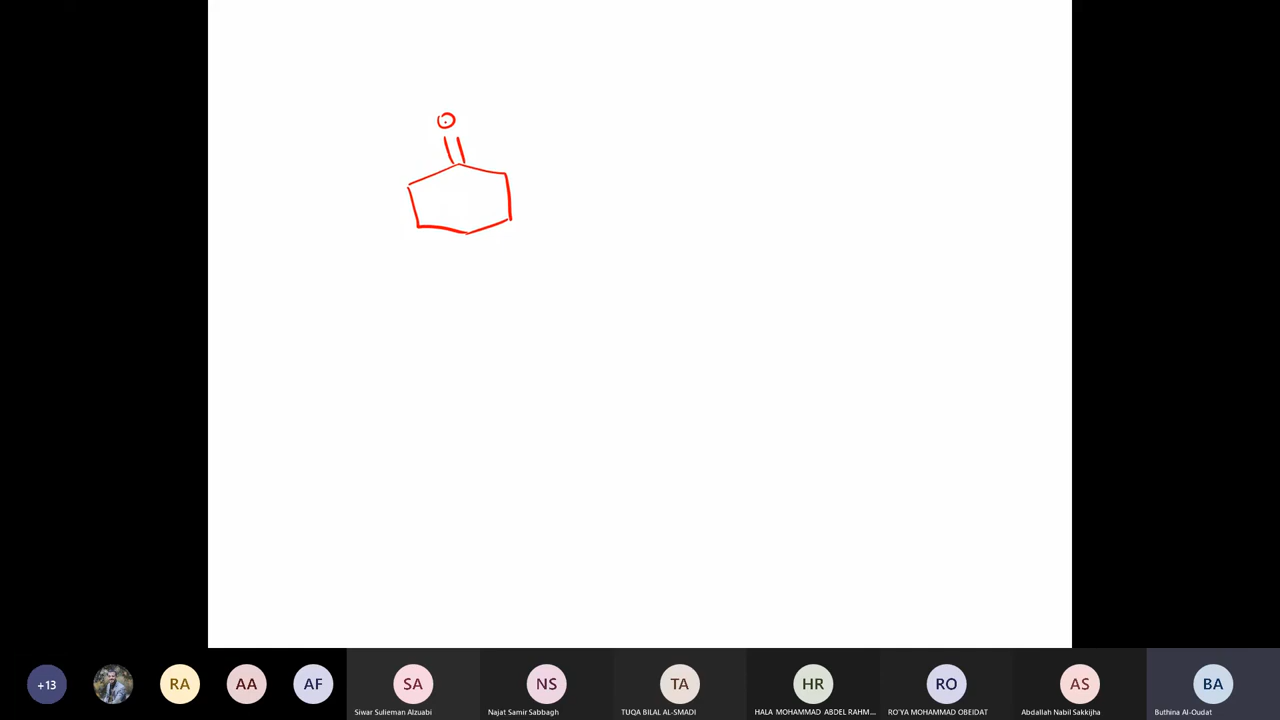 O
+13
RA
AA
AF
SA
NS
TA
HR
RO
AS
BA
Siwar Sulieman Alzuabi
Najat Samir Sabbagh
TUQA BILAL AL-SMADI
HALA MOHAMMAD ABDEL RAHM...
RO'YA MOHAMMAD OBEIDAT
Abdallah Nabil Sakkijha
Buthina Al-Oudat